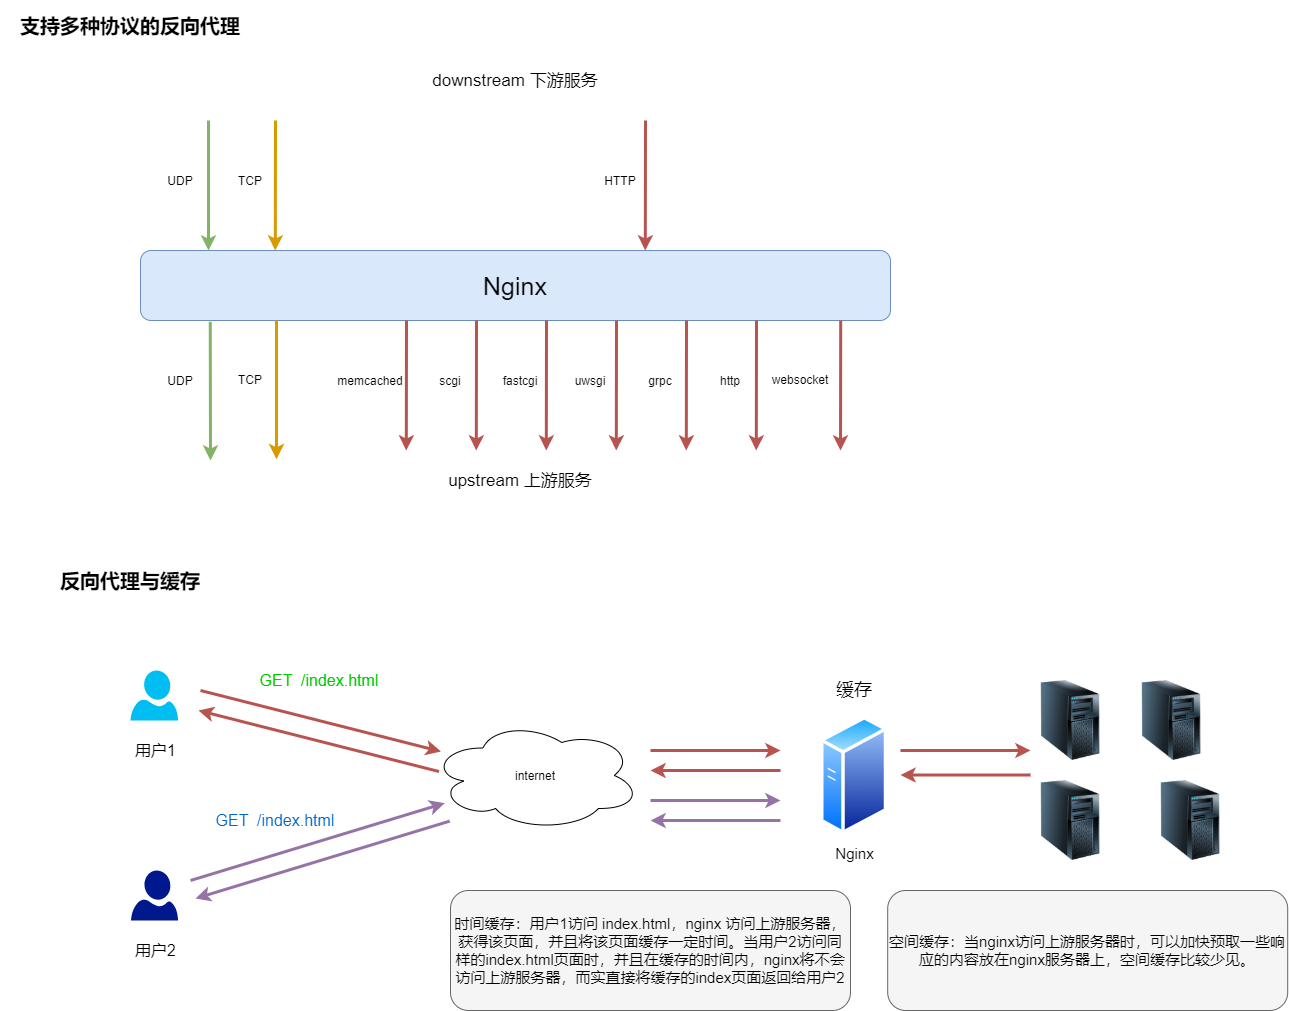 支持多种协议的反向代理
downstream 下游服务
UDP
TCP
HTTP
Nginx
UDP
TCP
memcached
scgi
fastcgi
uwsgi
grpc
http
websocket
upstream 上游服务
反向代理与缓存
GET /index.html
缓存
用户1
internet
GET /index.html
Nginx
用户2
时间缓存：用户1访问 index.html，nginx 访问上游服务器，
获得该页面，并且将该页面缓存一定时间。当用户2访问同
样的index.html页面时，并且在缓存的时间内，nginx将不会
访问上游服务器，而实直接将缓存的index页面返回给用户2
空间缓存：当nginx访问上游服务器时，可以加快预取一些响
应的内容放在nginx服务器上，空间缓存比较少见。